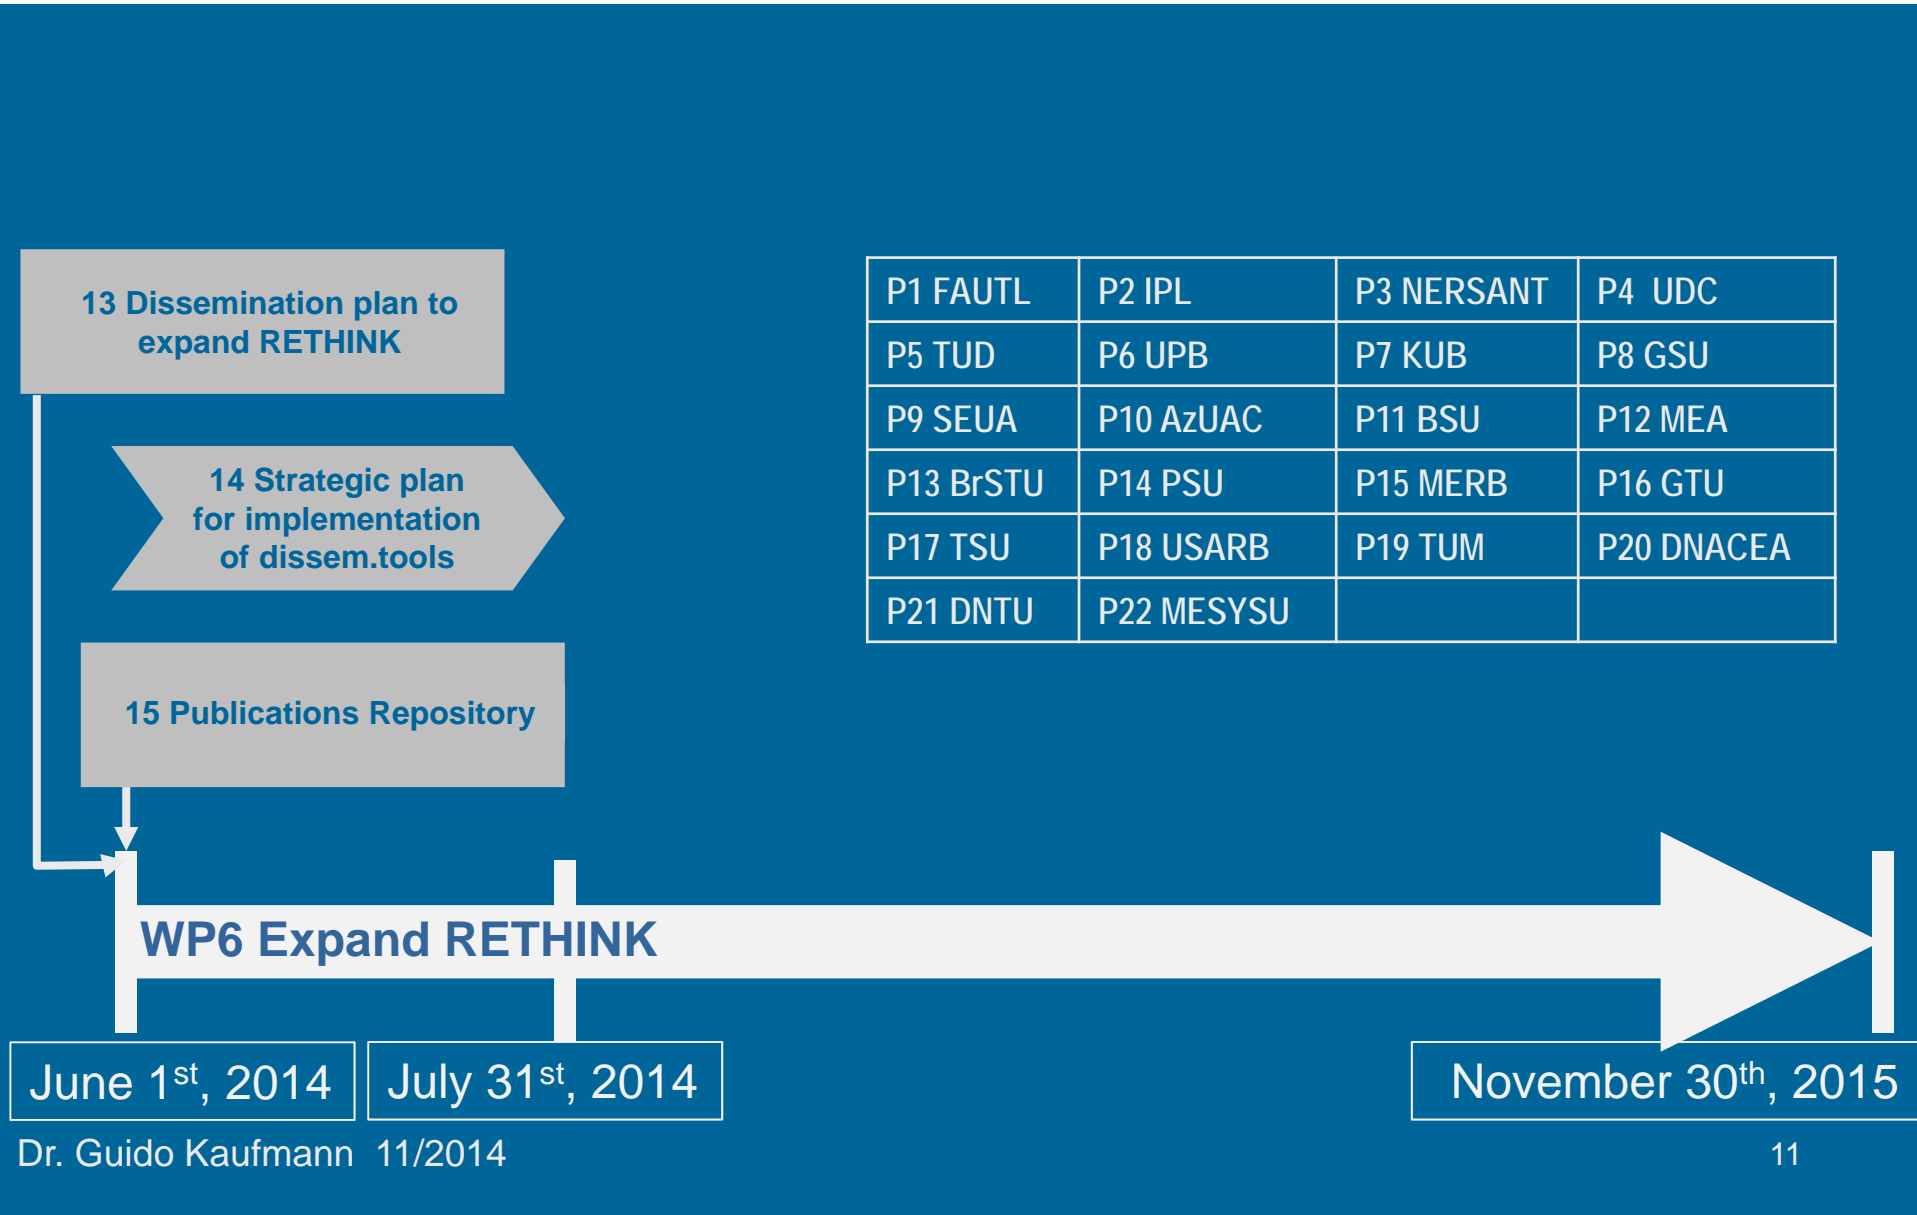 13 Dissemination plan to
expand RETHINK
14 Strategic plan
for implementation
of dissem.tools
15 Publications Repository
P1 FAUTL P2 IPL P3 NERSANT P4 UDC
P5 TUD P6 UPB P7 KUB P8 GSU
P9 SEUA P10 AzUAC P11 BSU P12 MEA
P13 BrSTU P14 PSU P15 MERB P16 GTU
P17 TSU P18 USARB P19 TUM P20 DNACEA
P21 DNTU P22 MESYSU
WP6 Expand RETHINK
June 1st, 2014 July 31st, 2014 November 30th, 2015
Dr. Guido Kaufmann 11/2014 11